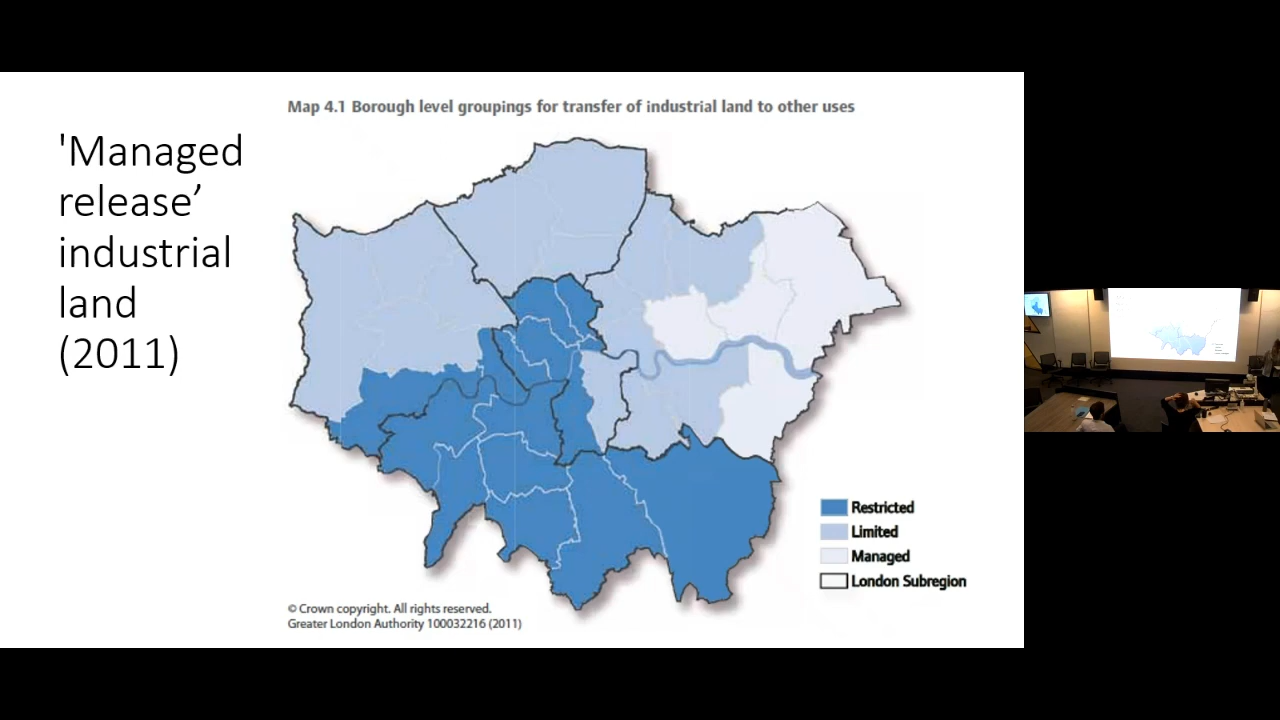 Map 4.1 Borough level groupings for transfer of industrial land to other uses
'Managed
release’
industrial
land
(2011)
Restricted
Limited
Managed
London Subregion
© Crown copyright. All rights reserved.
Greater London Authority 100032216 (2011)